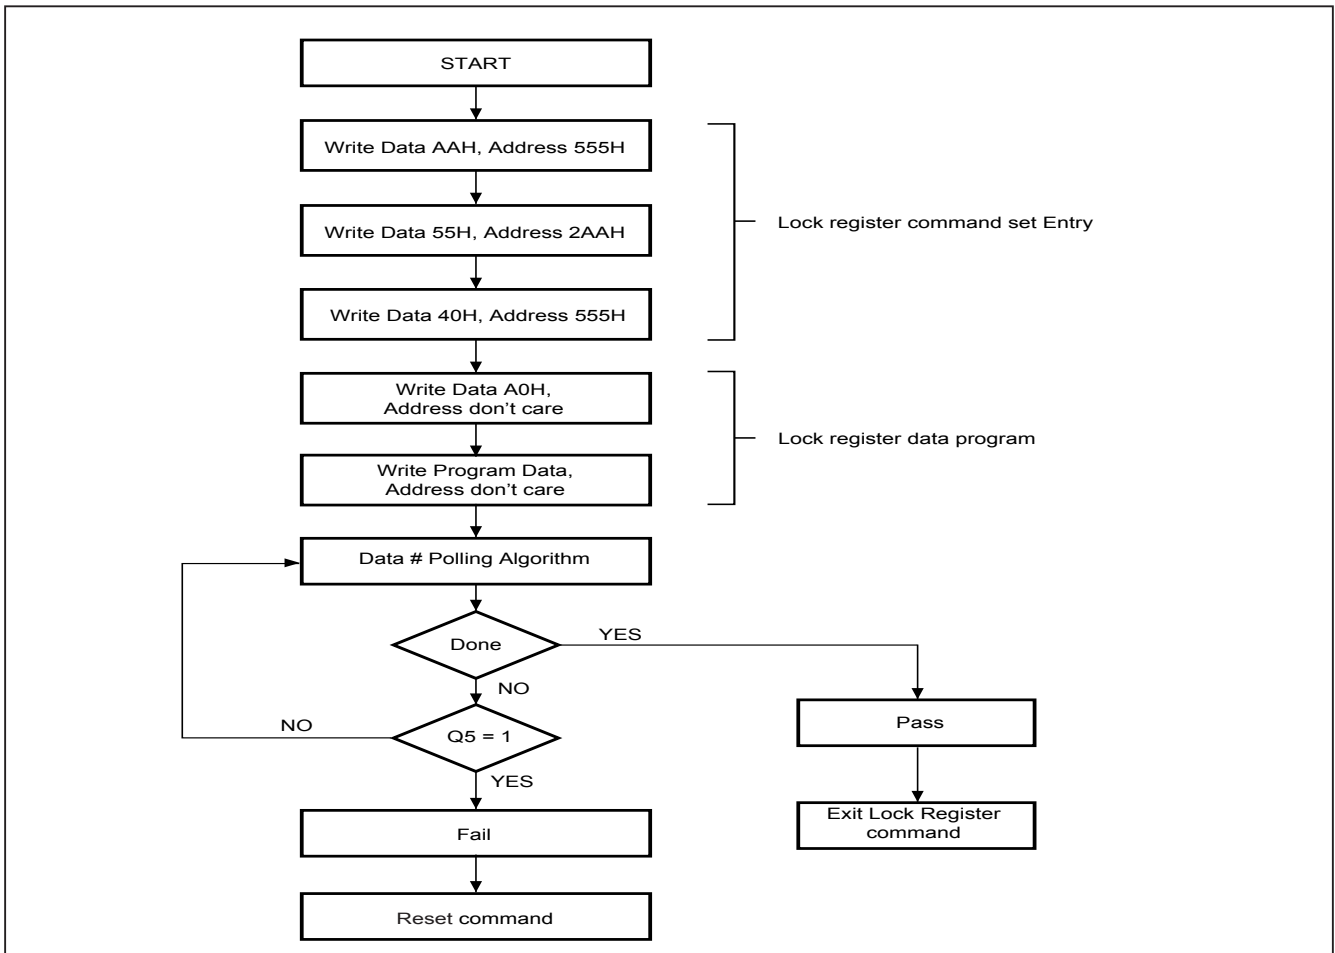 START
Write Data AAH, Address 555H
Write Data 55H, Address 2AAH
Lock register command set Entry
Write Data 40H, Address 555H
Write Data A0H,
Address don't care
Lock register data program
Write Program Data,
Address don't care
Data # Polling Algorithm
Done
YES
NO
Q5 = 1
NO
YES
Pass
Fail
Exit Lock Register
command
Reset command